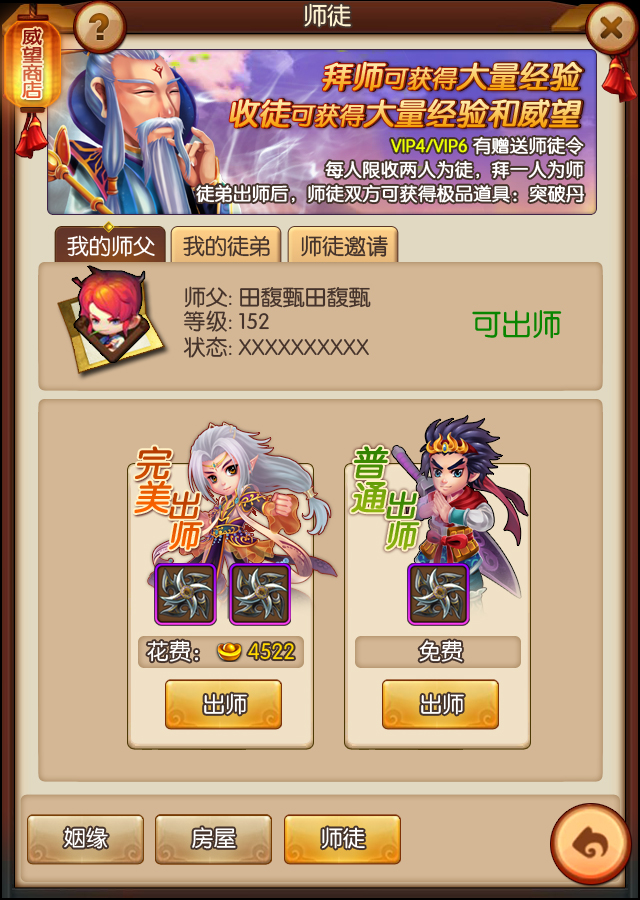 师徒
?
威望商店
拜师可获得大量经验
收徒可获得大量经验和威望
VIP4/VIP6 有赠送师徒令
每人限收两人为徒，拜一人为师
徒弟出师后，师徒双方可获得极品道具：突破丹
我的师父 我的徒弟 师徒邀请
师父: 田馥甄田馥甄
等级: 152
状态: XXXXXXXXXX
可出师
完美出师
普通出师
花费： 4522
免费
出师 出师
姻缘 房屋 师徒